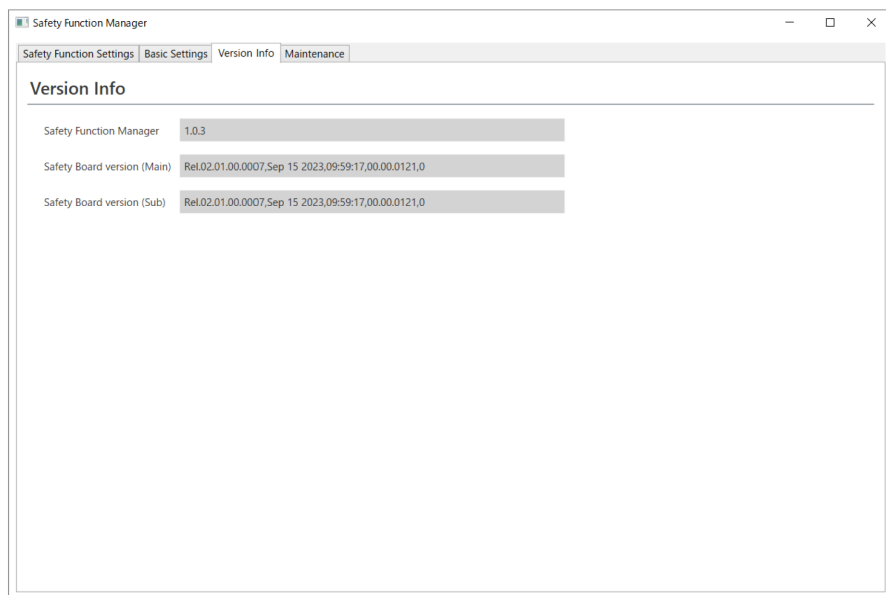 Safety Function Manager
Safety Function Settings Basic Settings Version Info Maintenance
Version Info
Safety Function Manager 1.0.3
Safety Board version (Main) Rel.02.01.00.0007,Sep 15 2023,09:59:17,00.00.0121,0
Safety Board version (Sub) Rel.02.01.00.0007,Sep 15 2023,09:59:17,00.00.0121,0